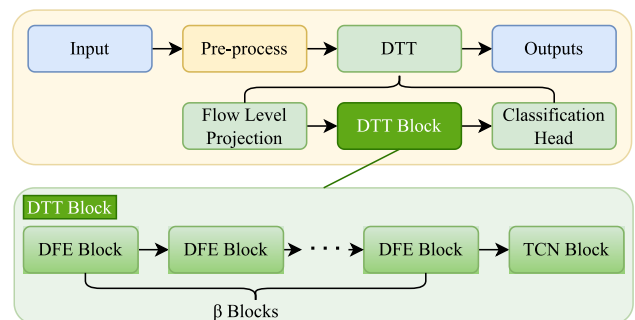 Input
Pre-process
DTT
Outputs
Flow Level
Projection
DTT Block
Classification
Head
DTT Block
DFE Block
DFE Block
· · ·
DFE Block
TCN Block
β Blocks